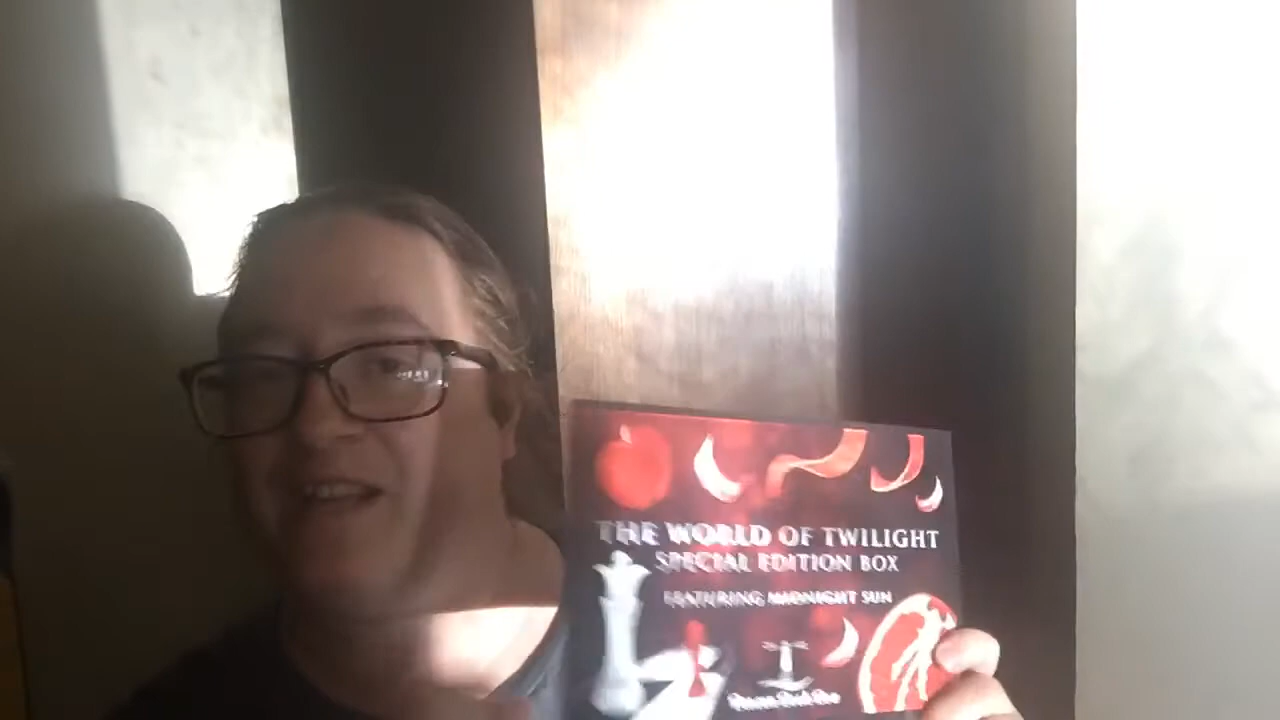 THE WORLD OF TWILIGHT
SPECIAL EDITION BOX
FEATURING MIDNIGHT SUN